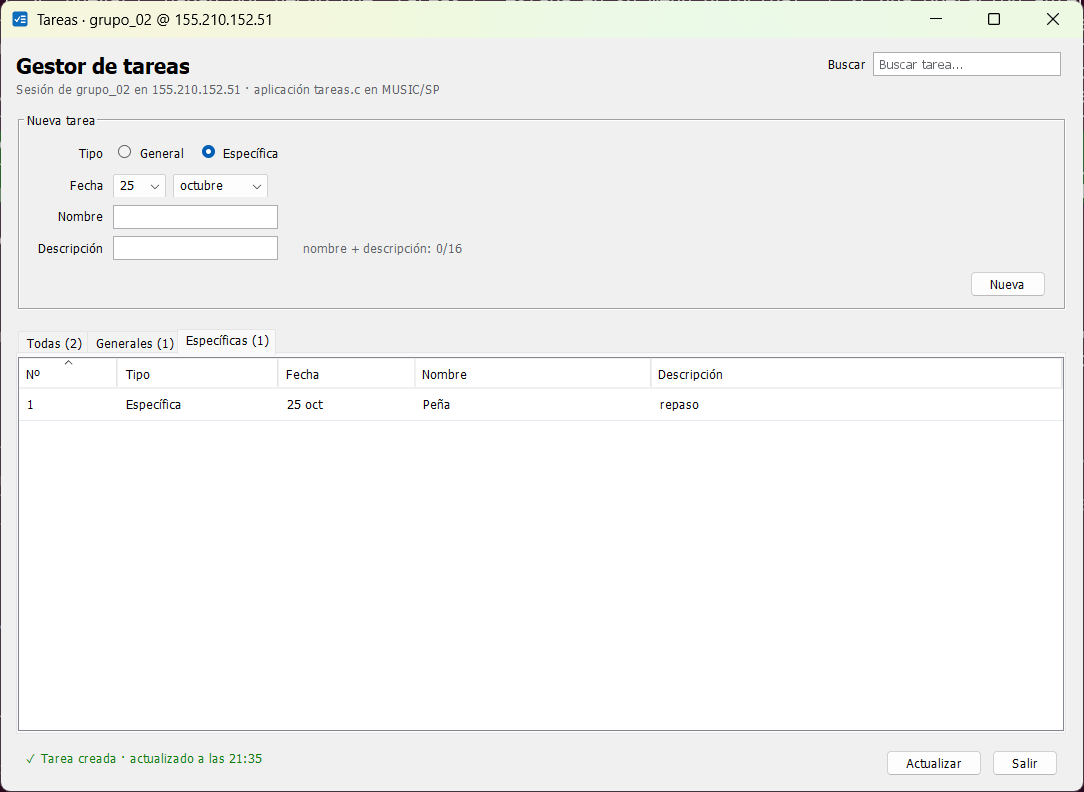 Tareas · grupo_02 @ 155.210.152.51
Gestor de tareas
Buscar Buscar tarea...
Sesión de grupo_02 en 155.210.152.51 · aplicación tareas.c en MUSIC/SP
Nueva tarea
Tipo General Específica
Fecha 25 octubre
Nombre
Descripción nombre + descripción: 0/16
Nueva
Todas (2) Generales (1) Específicas (1)
Nº Tipo Fecha Nombre Descripción
1 Específica 25 oct Peña repaso
✓ Tarea creada · actualizado a las 21:35
Actualizar Salir